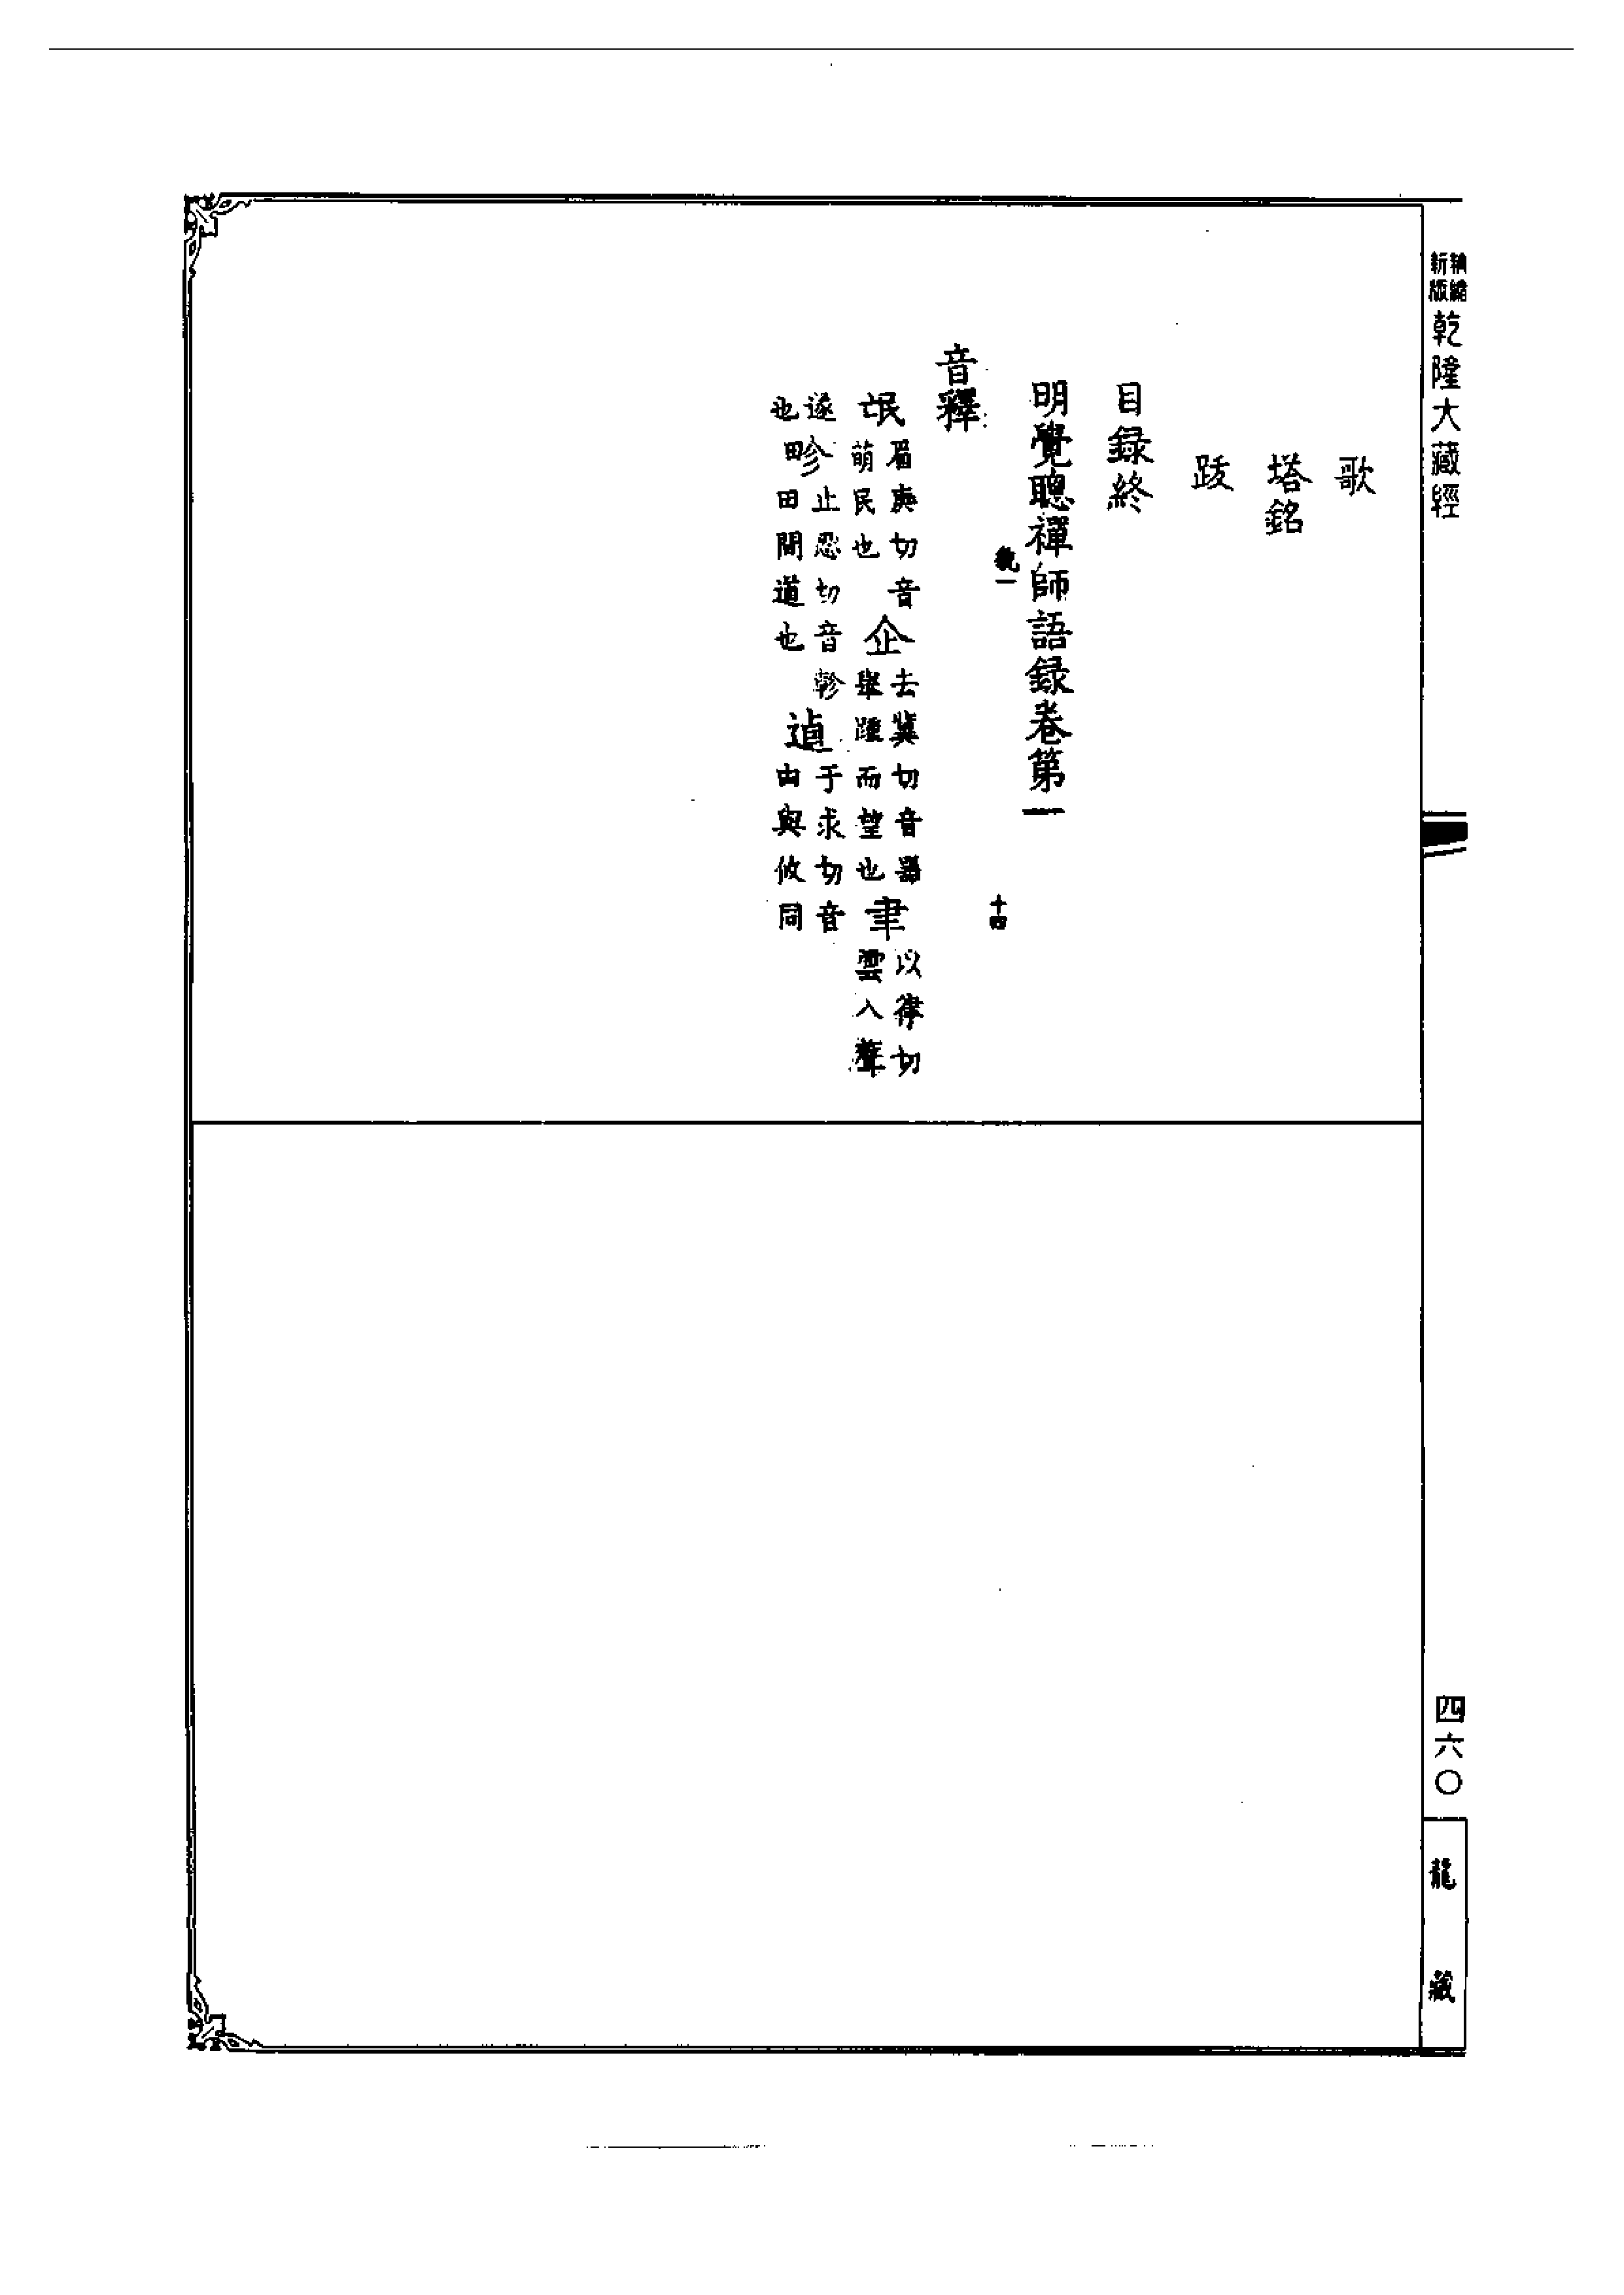 精縮新版
乾隆大藏經
歌
塔銘
跋
目録終
明覺聰禪師語録卷第一
十四
音釋
氓眉庚切音萌民也 企去冀切音器舉踵而望也 聿以律切雲入聲
遂也 畛止忍切音軫田間道也 逌于求切音由與攸同
四六〇
龍藏